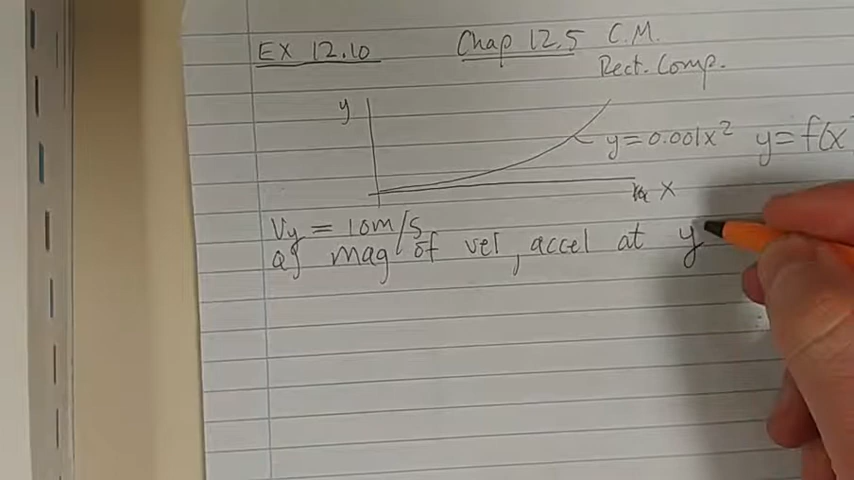 EX 12.10 Chap 12.5 C.M.
Rect. Comp.
y
y=0.001x² y=f(x
x
Vy = 10m/s
a) mag of vel, accel at y